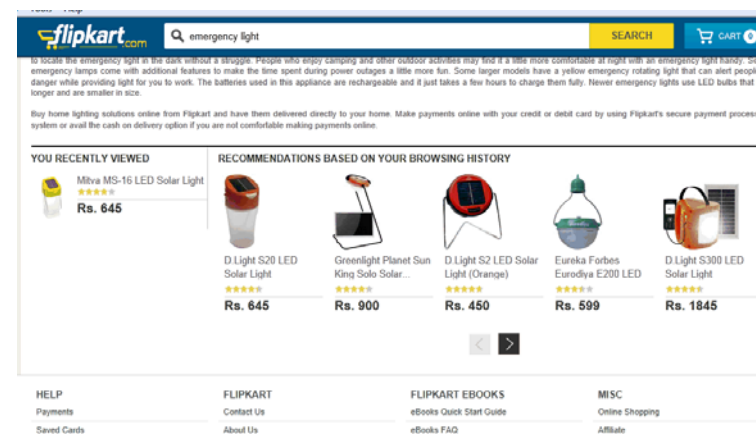 flipkart.com
emergency light
SEARCH
CART 0
to locate the emergency light in the dark without a struggle. People who enjoy camping and other outdoor activities may find it a little more comfortable at night with an emergency light handy. So
emergency lamps come with additional features to make the time spent during power outages a little more fun. Some larger models have a yellow emergency rotating light that can alert peopl
danger while providing light for you to work. The batteries used in this appliance are rechargeable and it just takes a few hours to charge them fully. Newer emergency lights use LED bulbs that
longer and are smaller in size.
Buy home lighting solutions online from Flipkart and have them delivered directly to your home. Make payments online with your credit or debit card by using Flipkart's secure payment process
system or avail the cash on delivery option if you are not comfortable making payments online.
YOU RECENTLY VIEWED
Mitva MS-16 LED Solar Light
Rs. 645
RECOMMENDATIONS BASED ON YOUR BROWSING HISTORY
D.Light S20 LED
Solar Light
Rs. 645
Greenlight Planet Sun
King Solo Solar...
Rs. 900
D.Light S2 LED Solar
Light (Orange)
Rs. 450
Eureka Forbes
Eurodiya E200 LED
Rs. 599
D.Light S300 LED
Solar Light
Rs. 1845
HELP
Payments
Saved Cards
FLIPKART
Contact Us
About Us
FLIPKART EBOOKS
eBooks Quick Start Guide
eBooks FAQ
MISC
Online Shopping
Affiliate